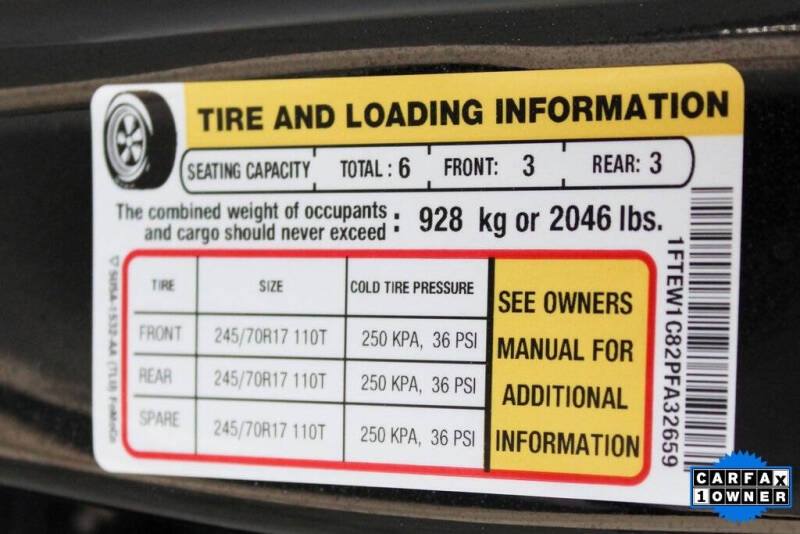 TIRE AND LOADING INFORMATION
SEATING CAPACITY TOTAL : 6 FRONT: 3 REAR: 3
The combined weight of occupants
and cargo should never exceed : 928 kg or 2046 lbs.
TIRE SIZE COLD TIRE PRESSURE
FRONT 245/70R17 110T 250 KPA, 36 PSI
REAR 245/70R17 110T 250 KPA, 36 PSI
SPARE 245/70R17 110T 250 KPA, 36 PSI
SEE OWNERS
MANUAL FOR
ADDITIONAL
INFORMATION
1FTEW1C82PFA32659
CARFAX
1 OWNER